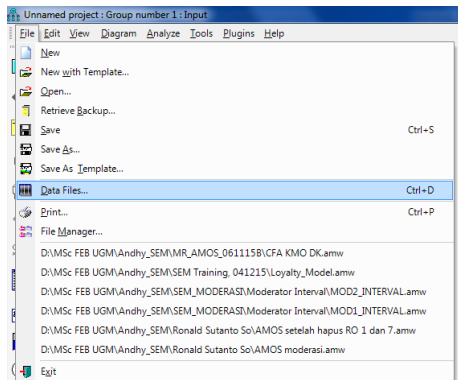 Unnamed project : Group number 1 : Input
File Edit View Diagram Analyze Tools Plugins Help
New
New with Template...
Open...
Retrieve Backup...
Save Ctrl+S
Save As...
Save As Template...
Data Files... Ctrl+D
Print... Ctrl+P
File Manager...
D:\MSc FEB UGM\Andhy_SEM\MR_AMOS_061115B\CFA KMO DK.amw
D:\MSc FEB UGM\Andhy_SEM\SEM Training, 041215\Loyalty_Model.amw
D:\MSc FEB UGM\Andhy_SEM\SEM_MODERASI\Moderator Interval\MOD2_INTERVAL.amw
D:\MSc FEB UGM\Andhy_SEM\SEM_MODERASI\Moderator Interval\MOD1_INTERVAL.amw
D:\MSc FEB UGM\Andhy_SEM\Ronald Sutanto So\AMOS setelah hapus RO 1 dan 7.amw
D:\MSc FEB UGM\Andhy_SEM\Ronald Sutanto So\AMOS moderasi.amw
Exit